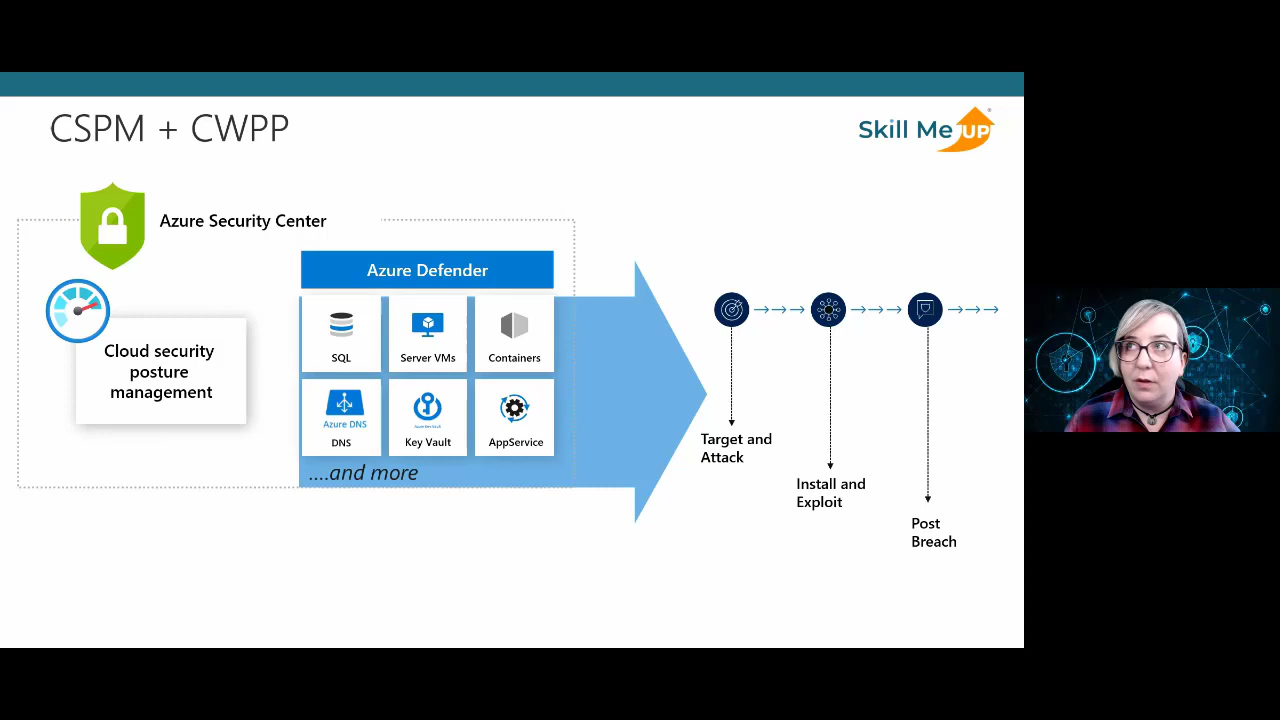 CSPM + CWPP
Skill Me UP
Azure Security Center
Azure Defender
Cloud security
posture
management
SQL
Server VMs
Containers
Azure DNS
DNS
Key Vault
AppService
....and more
Target and
Attack
Install and
Exploit
Post
Breach